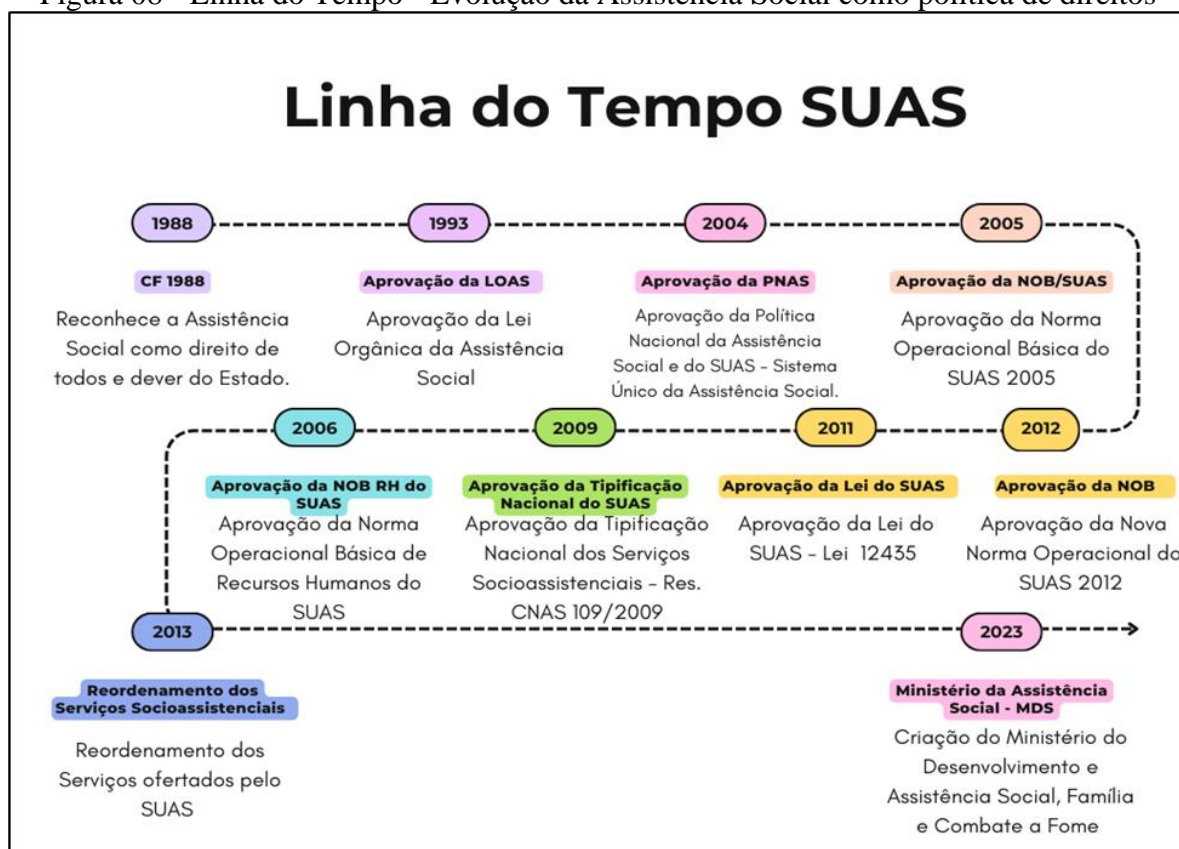 Figura 08 - Linha do Tempo - Evolução da Assistência Social como política de direitos
Linha do Tempo SUAS
1988
1993
2004
2005
CF 1988
Aprovação da LOAS
Aprovação da PNAS
Aprovação da NOB/SUAS
Reconhece a Assistência
Social como direito de
todos e dever do Estado.
Aprovação da Lei
Orgânica da Assistência
Social
Aprovação da Política
Nacional da Assistência
Social e do SUAS - Sistema
Único da Assistência Social.
Aprovação da Norma
Operacional Básica do
SUAS 2005
2006
2009
2011
2012
Aprovação da NOB RH do
SUAS
Aprovação da Norma
Operacional Básica de
Recursos Humanos do
SUAS
Aprovação da Tipificação
Nacional do SUAS
Aprovação da Tipificação
Nacional dos Serviços
Socioassistenciais - Res.
CNAS 109/2009
Aprovação da Lei do SUAS
Aprovação da Lei do
SUAS - Lei 12435
Aprovação da NOB
Aprovação da Nova
Norma Operacional do
SUAS 2012
2013
2023
Reordenamento dos
Serviços Socioassistenciais
Reordenamento dos
Serviços ofertados pelo
SUAS
Ministério da Assistência
Social - MDS
Criação do Ministério do
Desenvolvimento e
Assistência Social, Família
e Combate a Fome